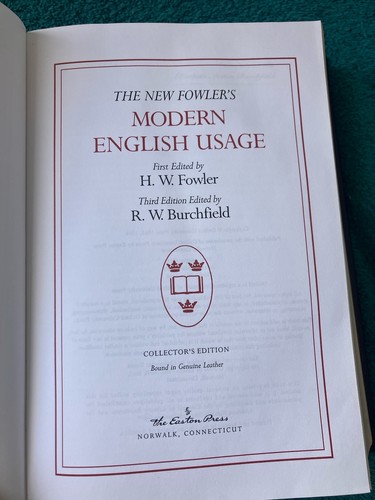 THE NEW FOWLER'S
MODERN
ENGLISH USAGE
First Edited by
H. W. Fowler
Third Edition Edited by
R. W. Burchfield
COLLECTOR'S EDITION
Bound in Genuine Leather
The Easton Press
NORWALK, CONNECTICUT